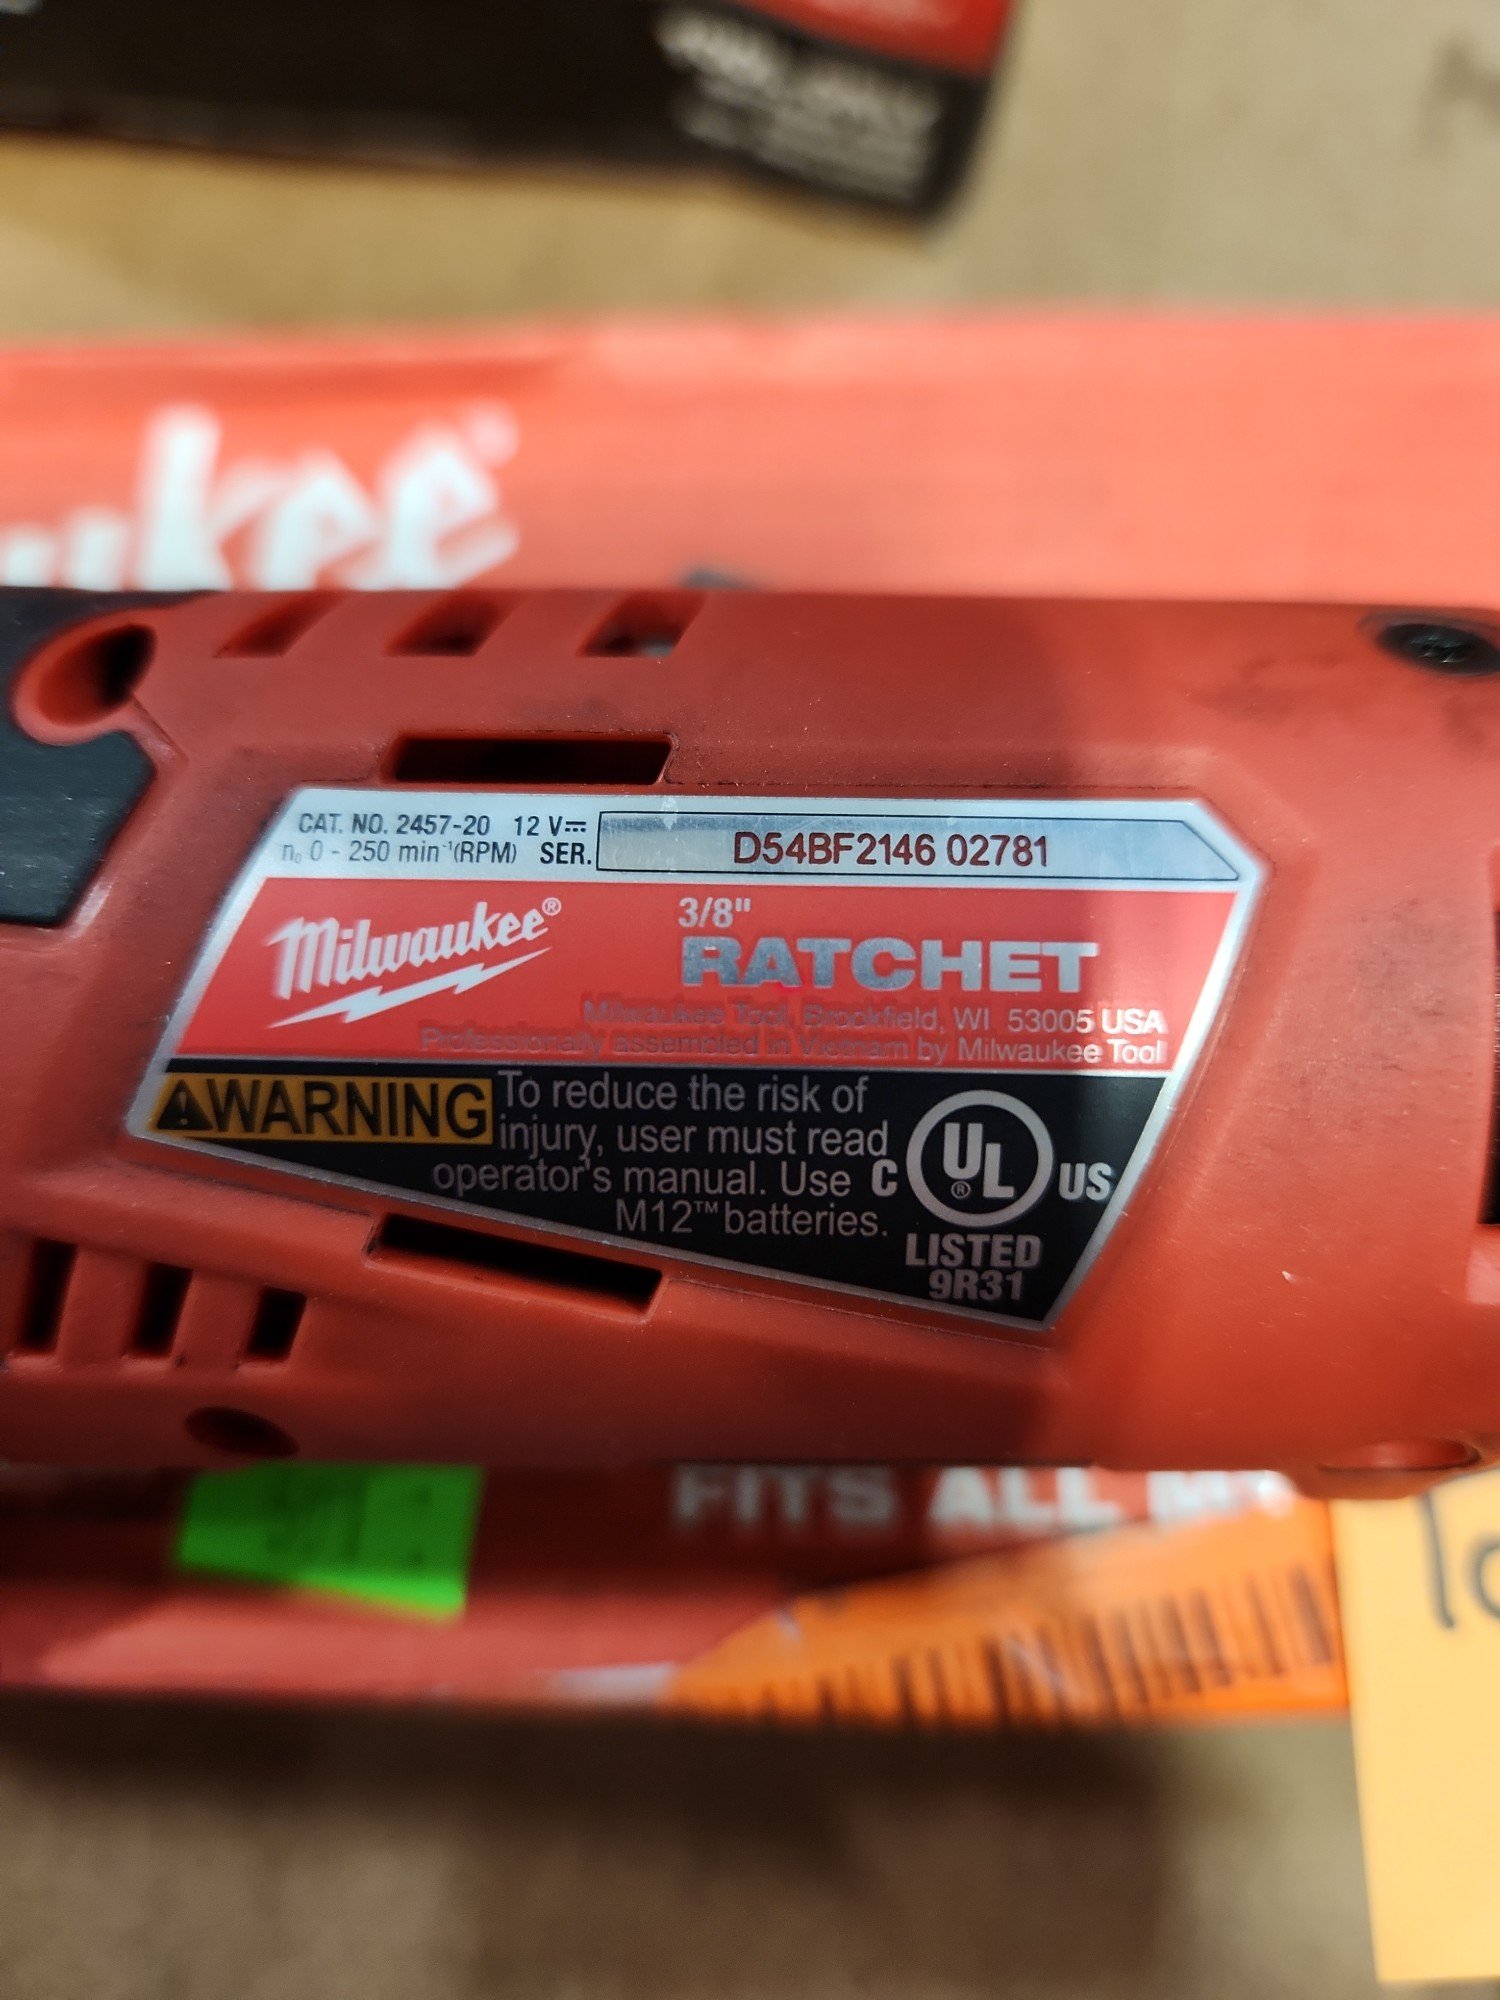 ukee®
CAT. NO. 2457-20 12 V⎓
n₀ 0 - 250 min⁻¹(RPM) SER. D54BF2146 02781
Milwaukee®
3/8"
RATCHET
Milwaukee Tool, Brookfield, WI 53005 USA
Professionally assembled in Vietnam by Milwaukee Tool
WARNING To reduce the risk of
injury, user must read
operator's manual. Use
M12™ batteries.
C UL® US
LISTED
9R31
FITS ALL